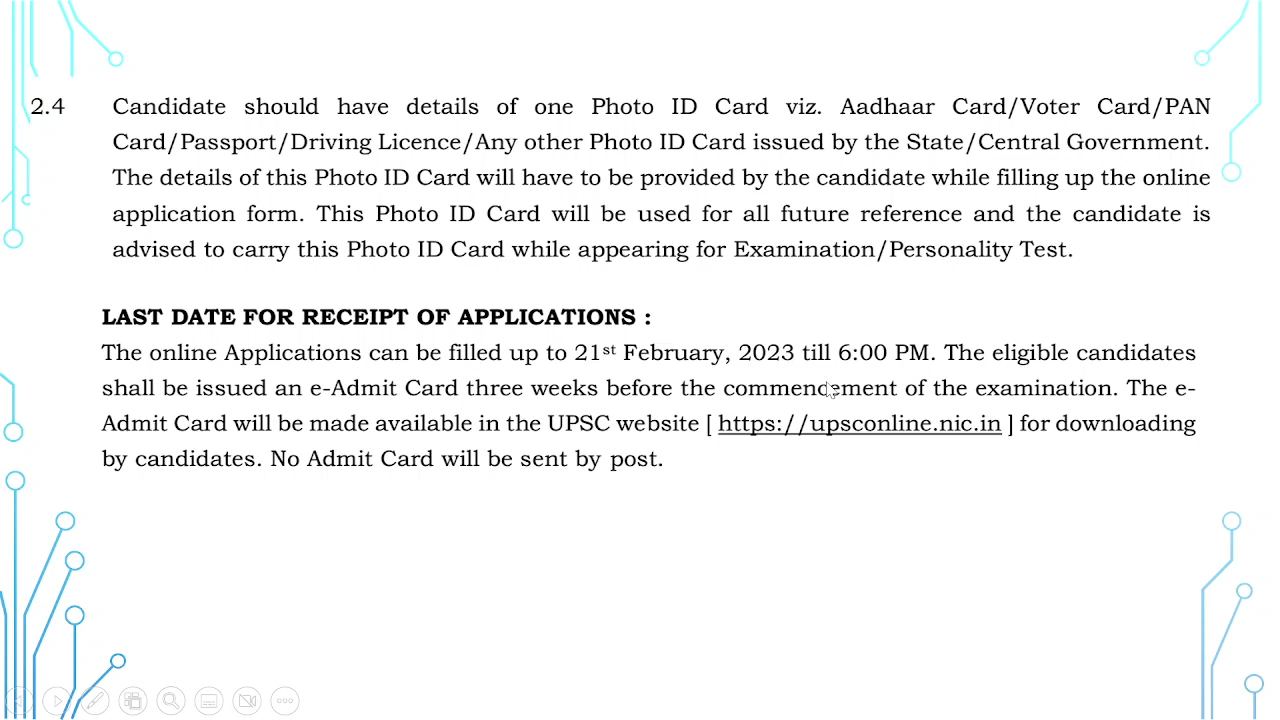 2.4 Candidate should have details of one Photo ID Card viz. Aadhaar Card/Voter Card/PAN
Card/Passport/Driving Licence/Any other Photo ID Card issued by the State/Central Government.
The details of this Photo ID Card will have to be provided by the candidate while filling up the online
application form. This Photo ID Card will be used for all future reference and the candidate is
advised to carry this Photo ID Card while appearing for Examination/Personality Test.
LAST DATE FOR RECEIPT OF APPLICATIONS :
The online Applications can be filled up to 21st February, 2023 till 6:00 PM. The eligible candidates
shall be issued an e-Admit Card three weeks before the commencement of the examination. The e-
Admit Card will be made available in the UPSC website [ https://upsconline.nic.in ] for downloading
by candidates. No Admit Card will be sent by post.